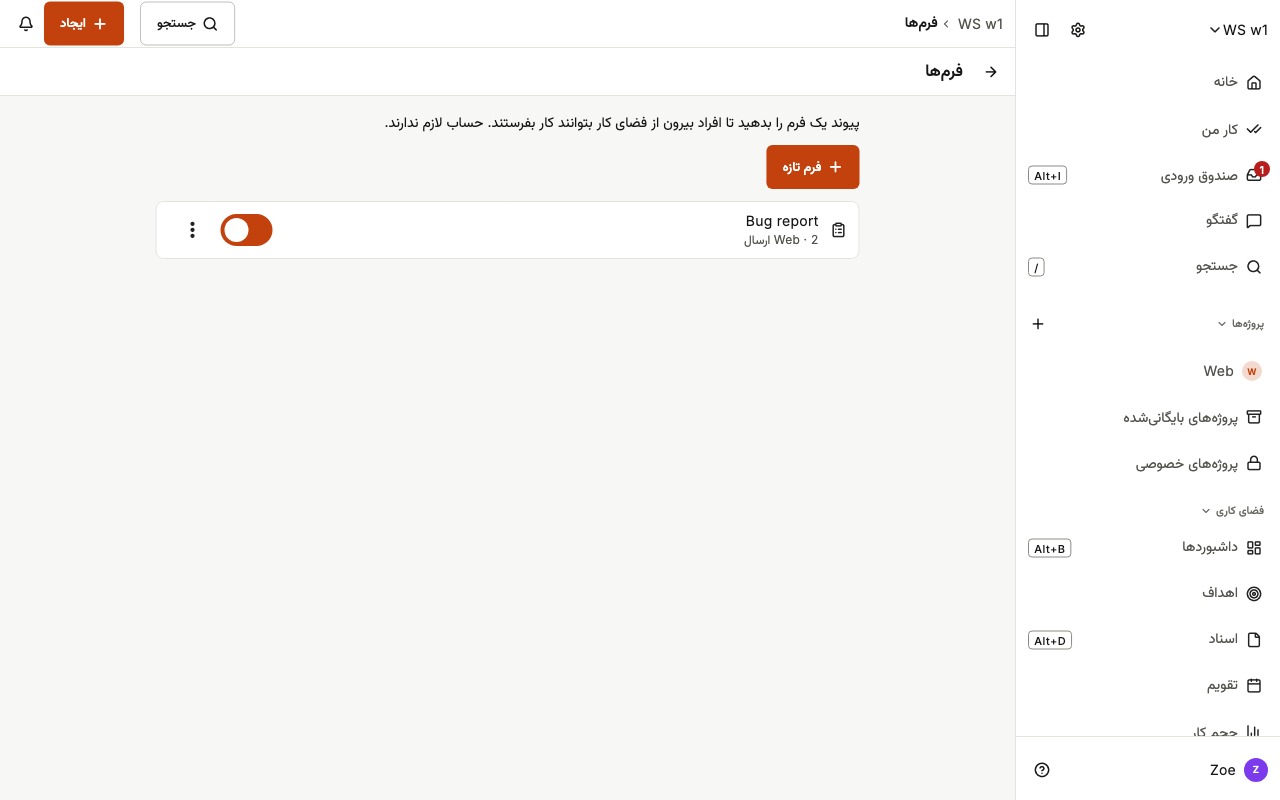 WS w1
خانه
کار من
1
صندوق ورودی
Alt+I
گفتگو
جستجو
/
پروژه‌ها
W
Web
پروژه‌های بایگانی‌شده
پروژه‌های خصوصی
فضای کاری
داشبوردها
Alt+B
اهداف
اسناد
Alt+D
تقویم
حجم کار
Z
Zoe
WS w1 › فرم‌ها
جستجو
ایجاد
فرم‌ها
پیوند یک فرم را بدهید تا افراد بیرون از فضای کار بتوانند کار بفرستند. حساب لازم ندارند.
فرم تازه
Bug report
Web · 2 ارسال